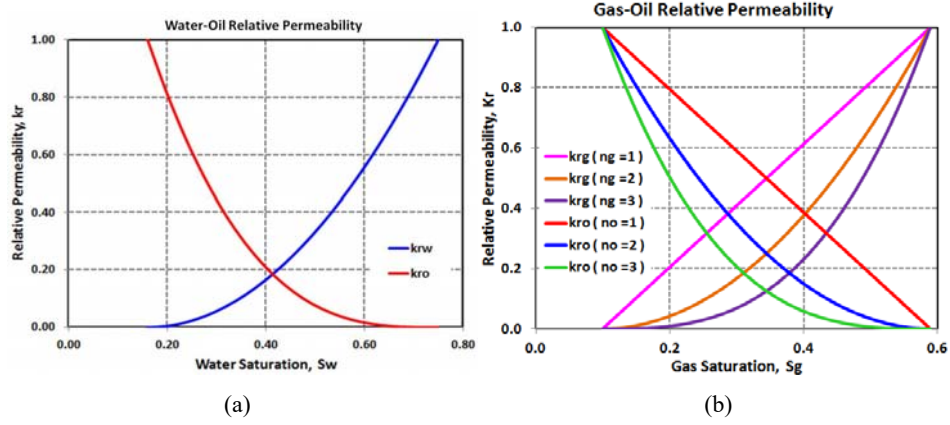 Water-Oil Relative Permeability
1.00
0.80
0.60
0.40
0.20
0.00
Relative Permeability, kr
krw
kro
0.00 0.20 0.40 0.60 0.80
Water Saturation, Sw
(a)
Gas-Oil Relative Permeability
1.0
0.8
0.6
0.4
0.2
0.0
Relative Permeability, Kr
krg ( ng =1)
krg ( ng =2)
krg ( ng =3)
kro ( no =1)
kro ( no =2)
kro ( no =3)
0.0 0.2 0.4 0.6
Gas Saturation, Sg
(b)